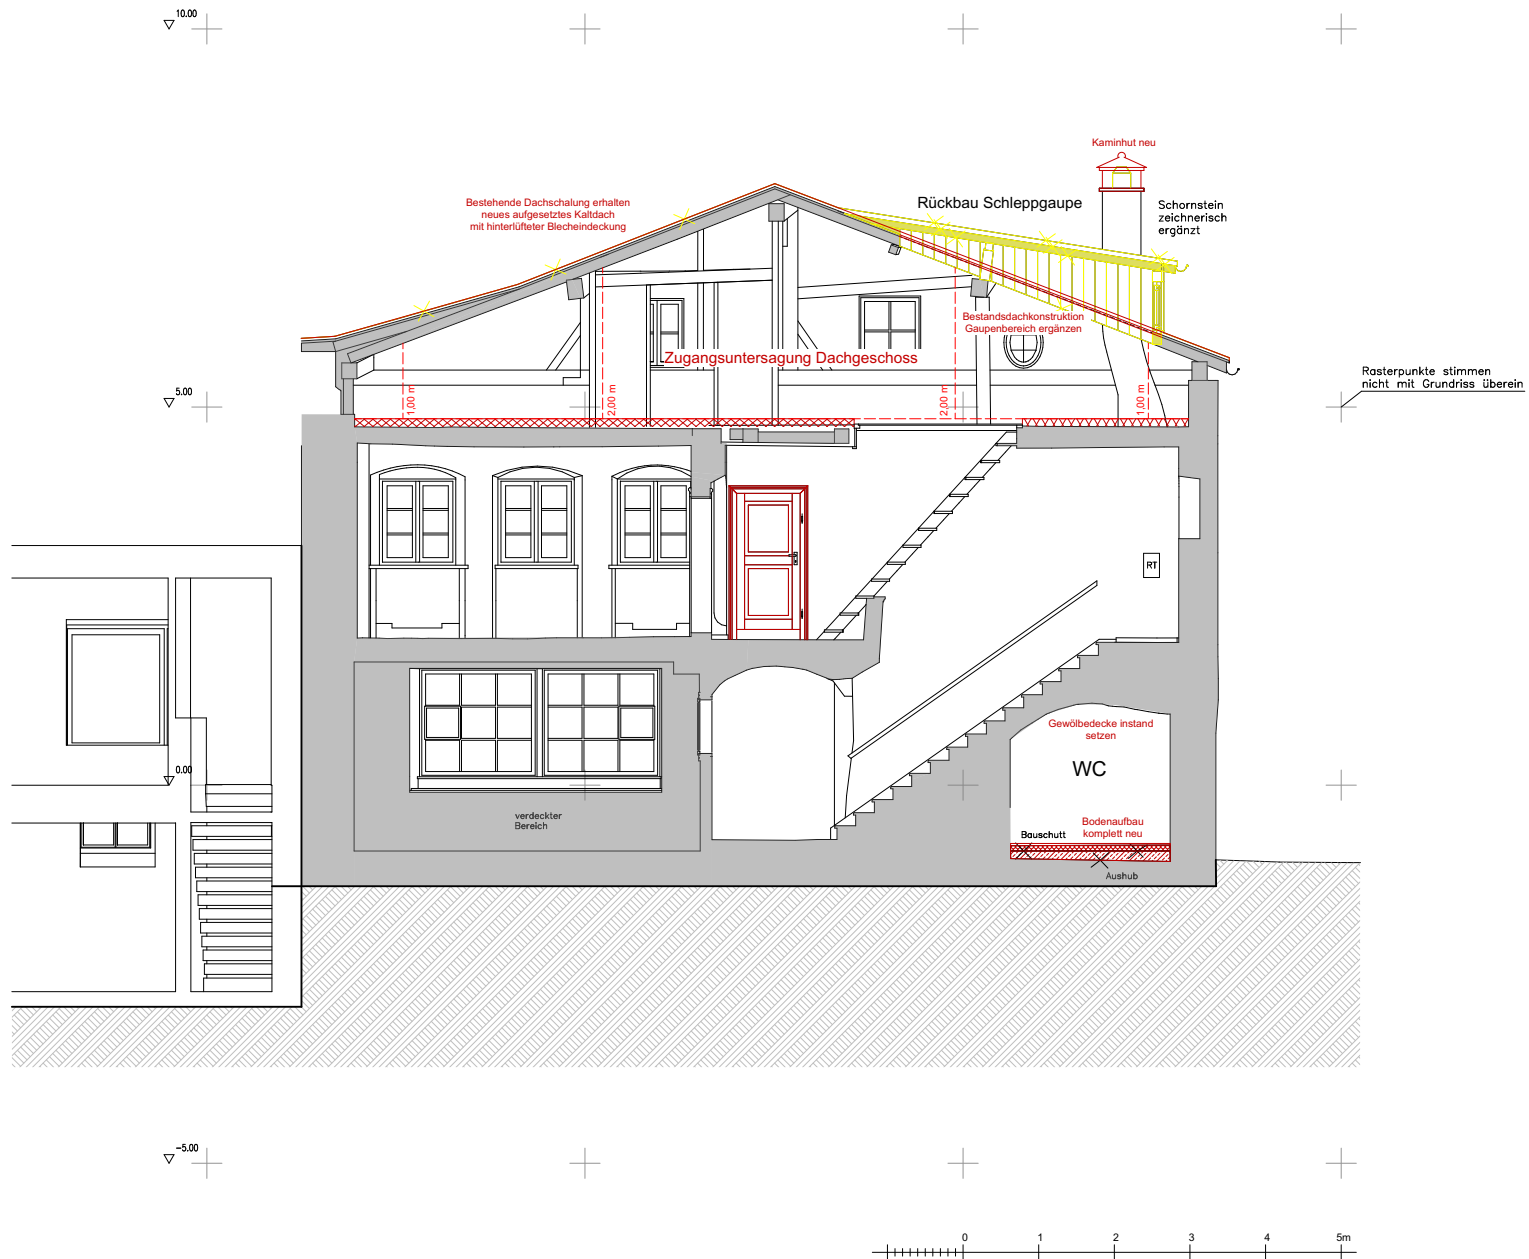 10.00
Kaminhut neu
Bestehende Dachschalung erhalten
neues aufgesetztes Kaltdach
mit hinterlüfteter Blecheindeckung
Rückbau Schleppgaupe
Schornstein
zeichnerisch
ergänzt
Bestandsdachkonstruktion
Gaupenbereich ergänzen
Zugangsuntersagung Dachgeschoss
5.00
1,00 m
2,00 m
2,00 m
1,00 m
Rasterpunkte stimmen
nicht mit Grundriss überein
RT
Gewölbedecke instand
setzen
WC
0.00
verdeckter
Bereich
Bodenaufbau
komplett neu
Bauschutt
Aushub
-5.00
0 1 2 3 4 5m